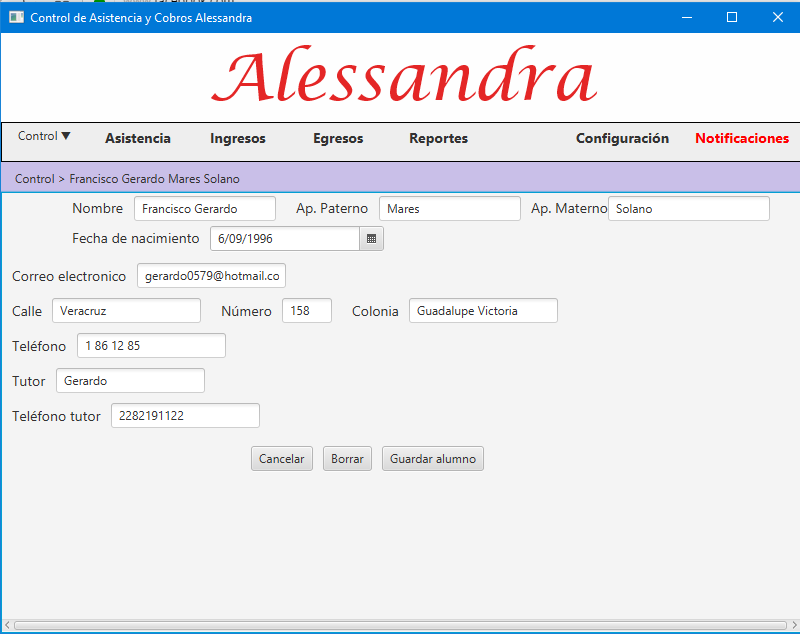 Control de Asistencia y Cobros Alessandra
Alessandra
Control ▼ Asistencia Ingresos Egresos Reportes Configuración Notificaciones
Control > Francisco Gerardo Mares Solano
Nombre Francisco Gerardo Ap. Paterno Mares Ap. Materno Solano
Fecha de nacimiento 6/09/1996
Correo electronico gerardo0579@hotmail.co
Calle Veracruz Número 158 Colonia Guadalupe Victoria
Teléfono 1 86 12 85
Tutor Gerardo
Teléfono tutor 2282191122
Cancelar Borrar Guardar alumno